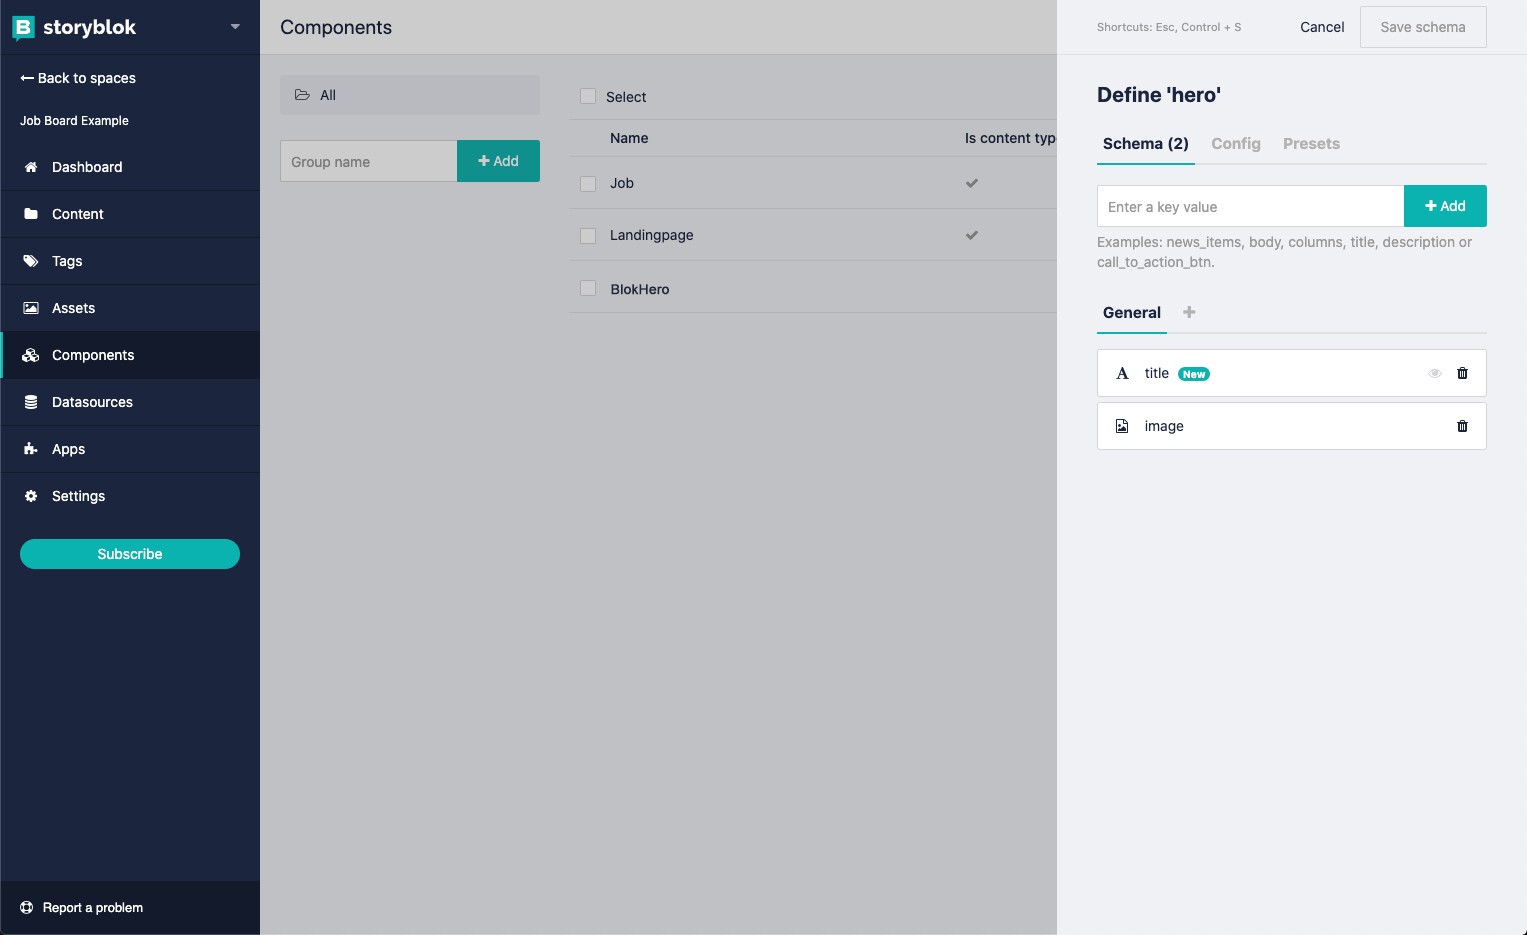 storyblok
Back to spaces
Job Board Example
Dashboard
Content
Tags
Assets
Components
Datasources
Apps
Settings
Subscribe
Report a problem
Components
All
Group name
Add
Select
Name Is content typ
Job
Landingpage
BlokHero
Shortcuts: Esc, Control + S Cancel Save schema
Define 'hero'
Schema (2) Config Presets
Enter a key value Add
Examples: news_items, body, columns, title, description or
call_to_action_btn.
General
title New
image